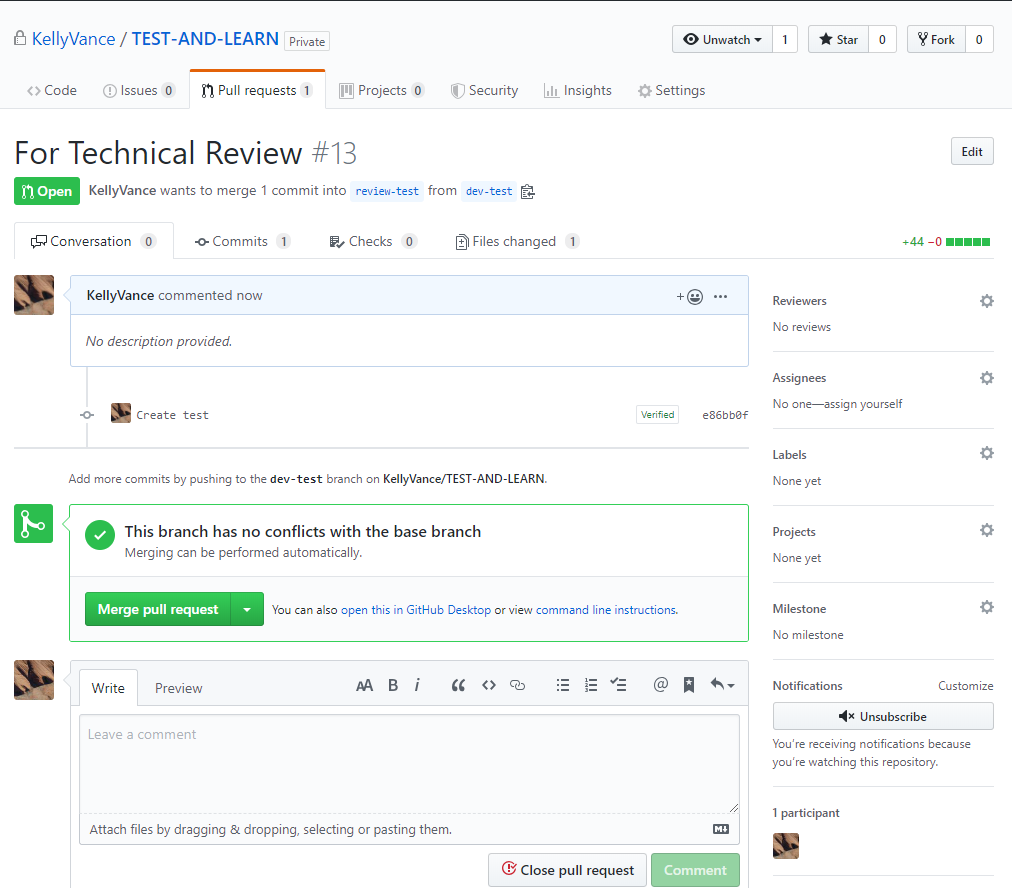 KellyVance / TEST-AND-LEARN Private
Unwatch 1 Star 0 Fork 0
Code Issues 0 Pull requests 1 Projects 0 Security Insights Settings
For Technical Review #13
Edit
Open KellyVance wants to merge 1 commit into review-test from dev-test
Conversation 0 Commits 1 Checks 0 Files changed 1 +44 −0
KellyVance commented now
No description provided.
Create test Verified e86bb0f
Add more commits by pushing to the dev-test branch on KellyVance/TEST-AND-LEARN.
This branch has no conflicts with the base branch
Merging can be performed automatically.
Merge pull request You can also open this in GitHub Desktop or view command line instructions.
Write Preview AA B i
Leave a comment
Attach files by dragging & dropping, selecting or pasting them.
Close pull request Comment
Reviewers
No reviews
Assignees
No one—assign yourself
Labels
None yet
Projects
None yet
Milestone
No milestone
Notifications Customize
Unsubscribe
You're receiving notifications because
you're watching this repository.
1 participant